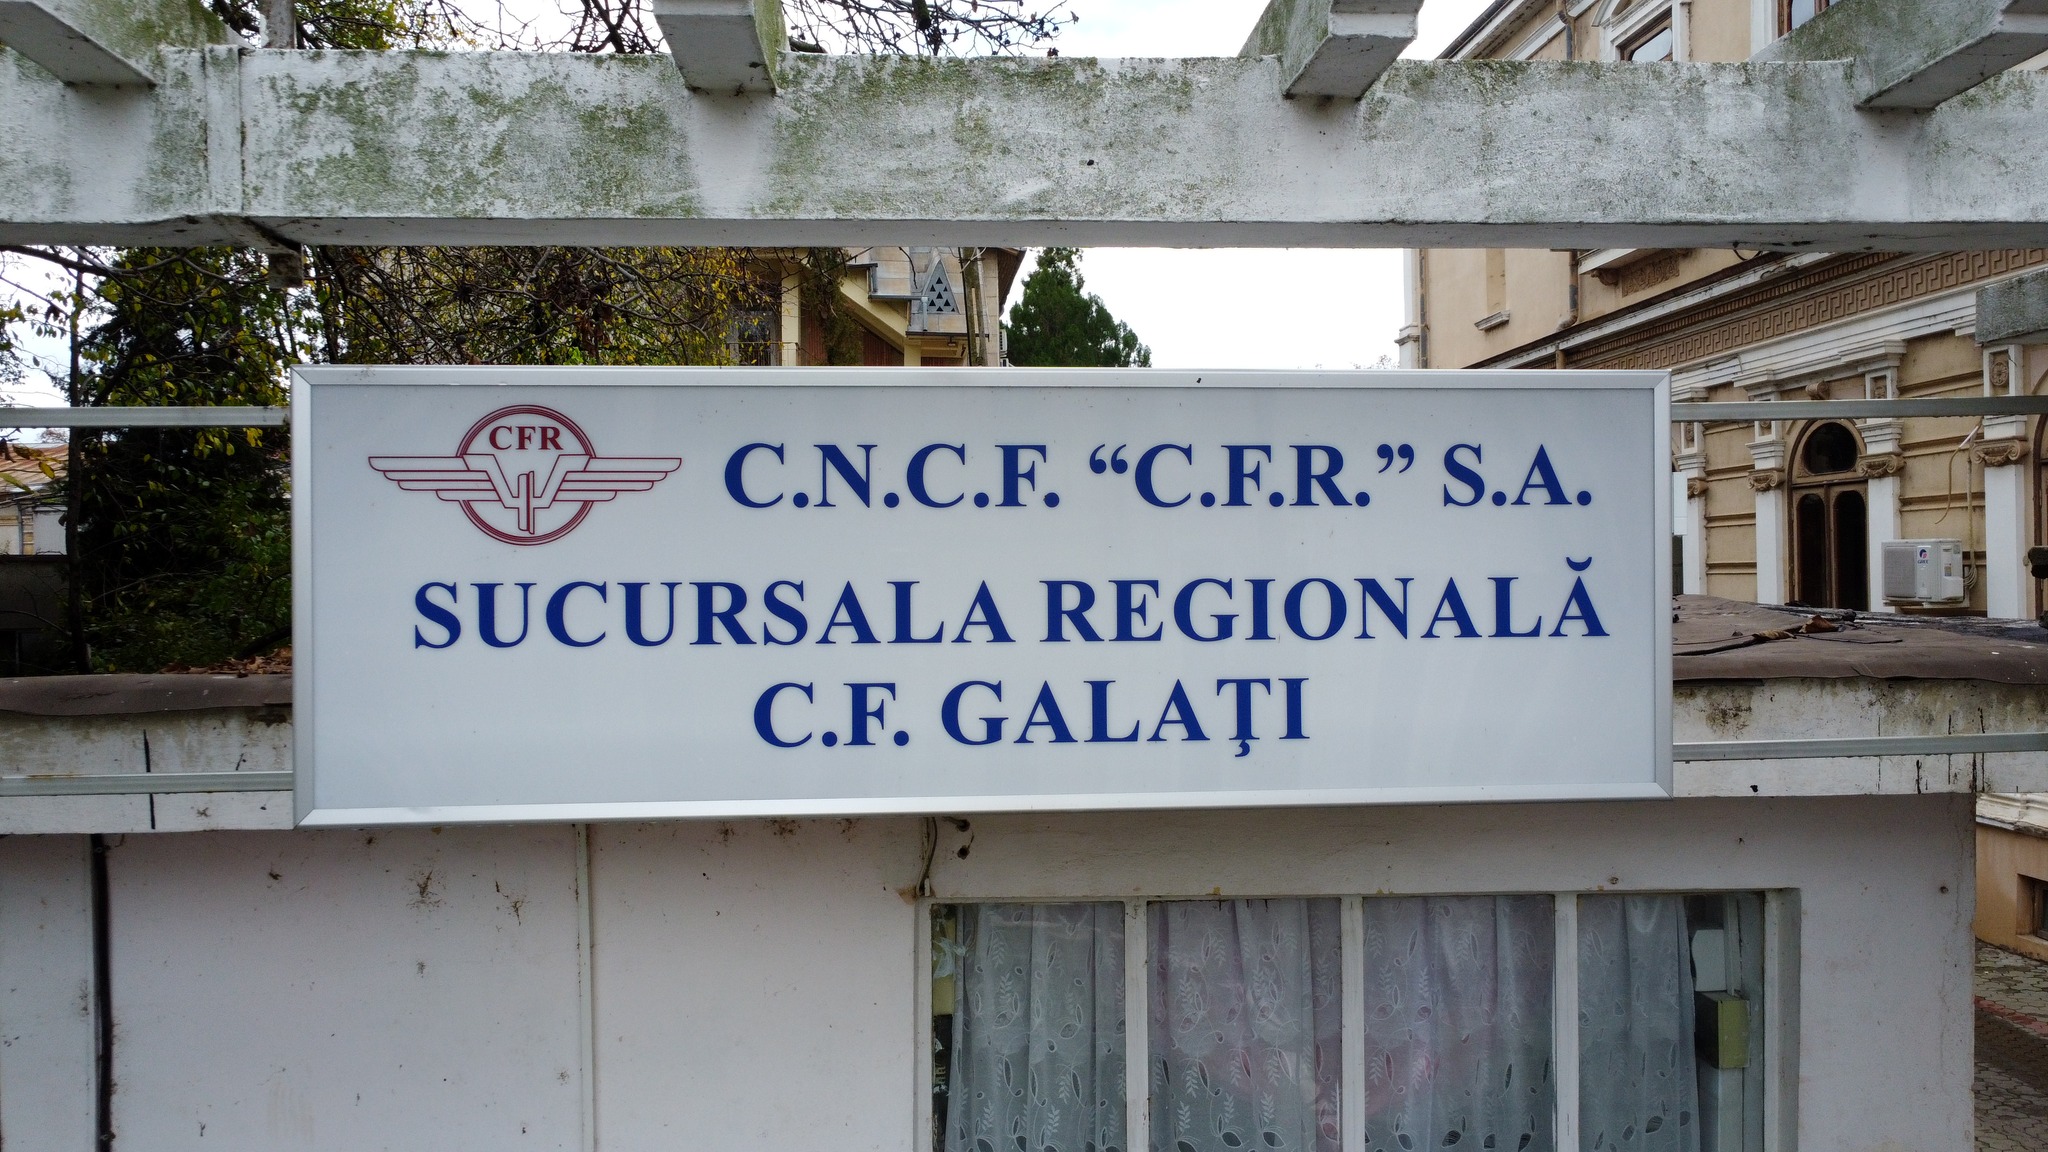 CFR
C.N.C.F. “C.F.R.” S.A.
SUCURSALA REGIONALĂ
C.F. GALAŢI